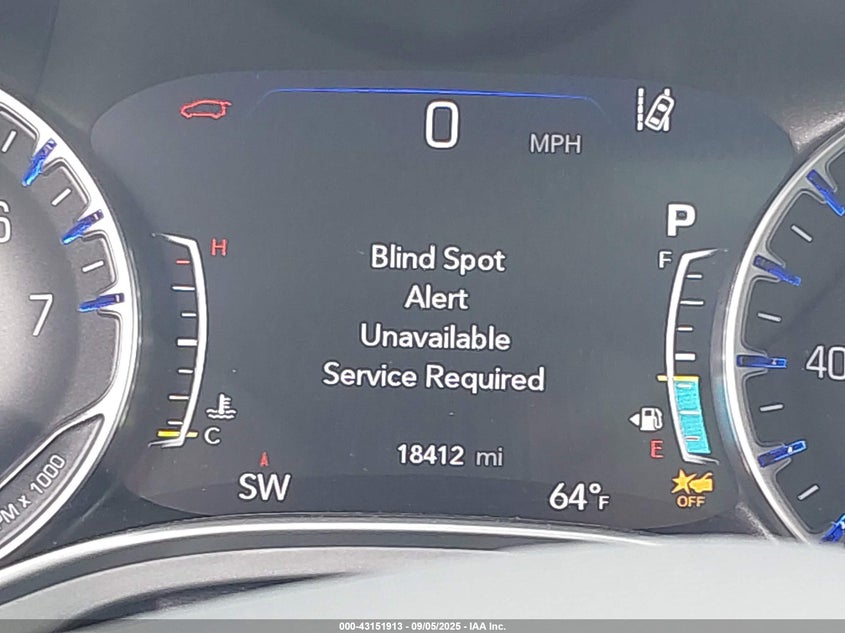 0
MPH
6
P
H
F
Blind Spot
Alert
Unavailable
Service Required
7
40
C
E
18412 mi
SW
64°F
OFF
PM x 1000
000-43151913 - 09/05/2025 - IAA Inc.